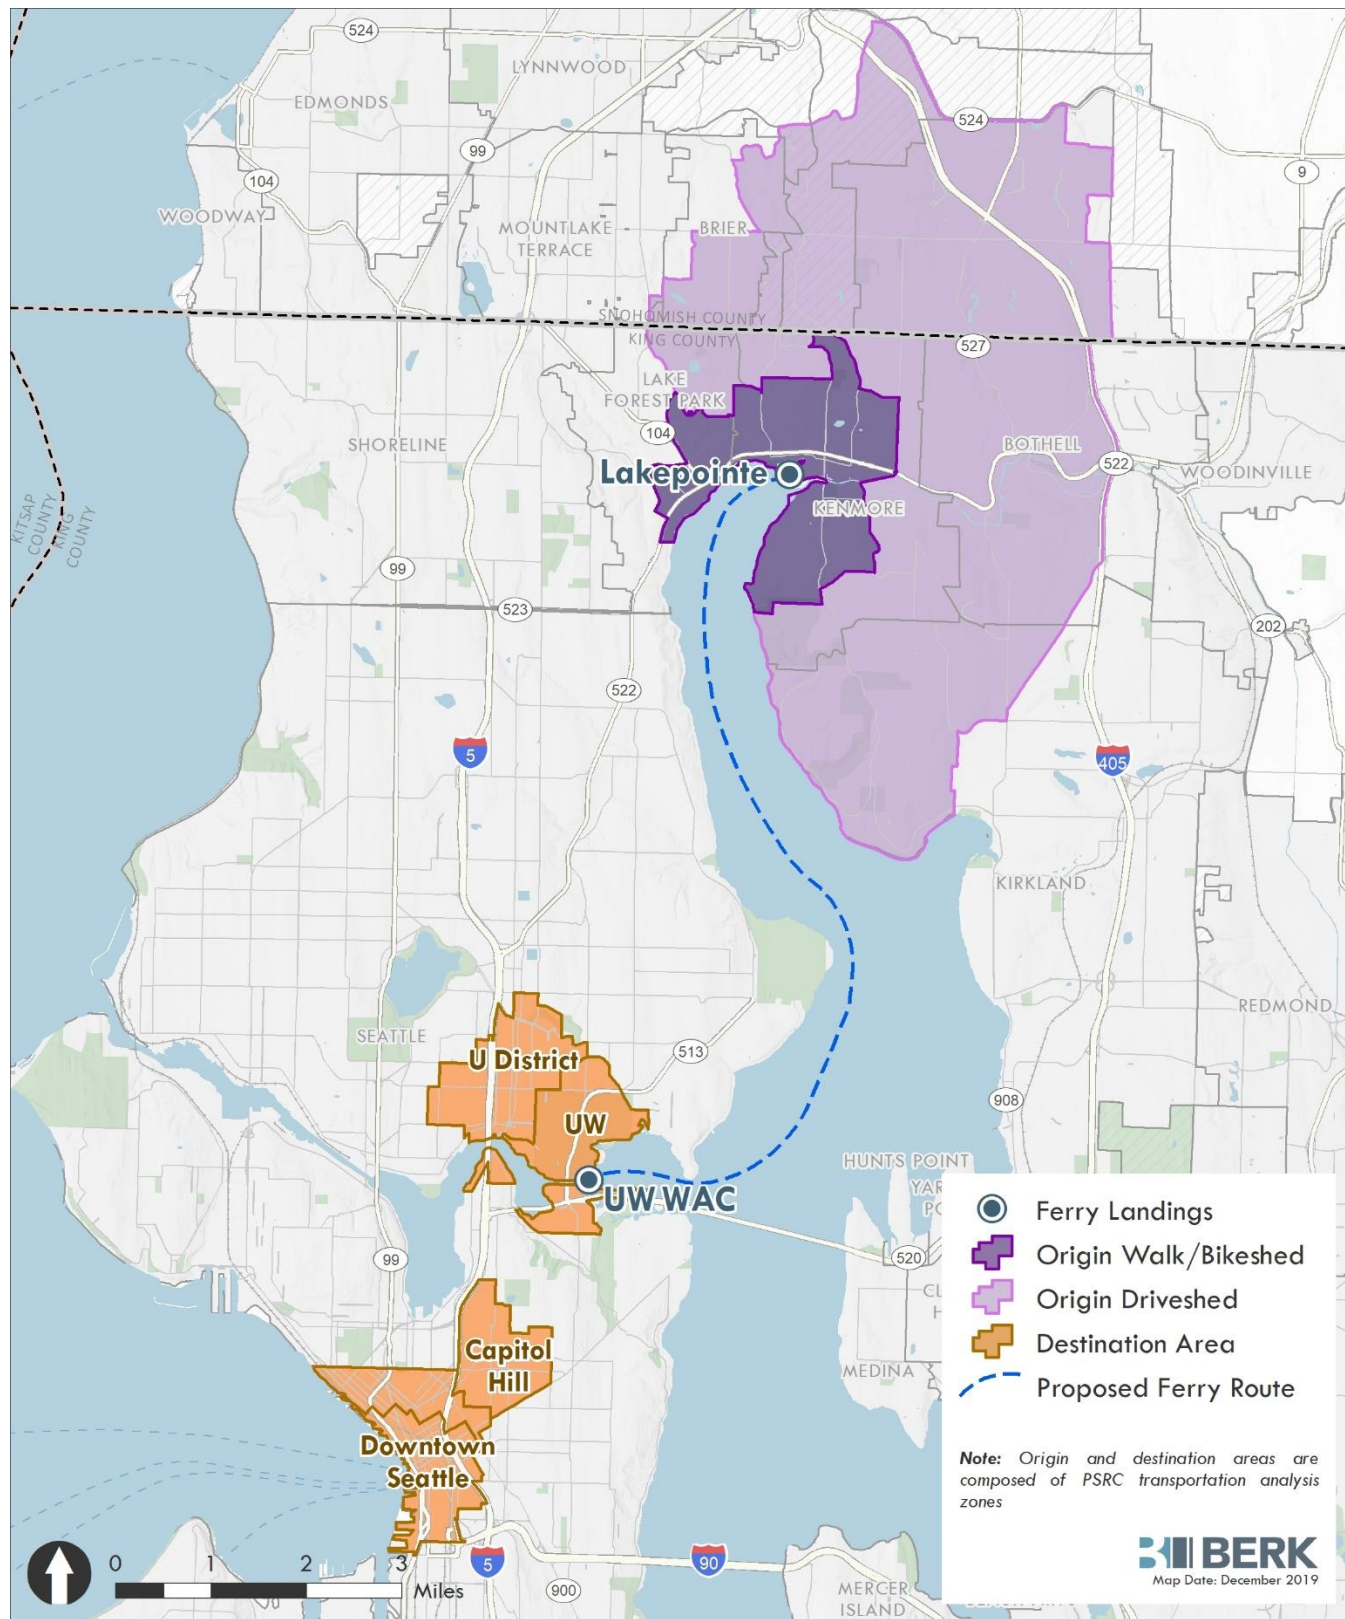 524
LYNNWOOD
EDMONDS
99
524
9
104
WOODWAY
MOUNTLAKE
TERRACE
BRIER
SNOHOMISH COUNTY
KING COUNTY
527
LAKE
FOREST PARK
104
SHORELINE
BOTHELL
522
WOODINVILLE
Lakepointe
KENMORE
KITSAP
COUNTY
KING
COUNTY
99
523
202
522
5
405
KIRKLAND
REDMOND
SEATTLE
U District
513
UW
908
HUNTS POINT
UW WAC
520
99
Capitol
Hill
MEDINA
Downtown
Seattle
Ferry Landings
Origin Walk/Bikeshed
Origin Driveshed
Destination Area
Proposed Ferry Route
Note: Origin and destination areas are
composed of PSRC transportation analysis
zones
BERK
Map Date: December 2019
0 1 2 3
Miles
5
90
900
MERCER
ISLAND